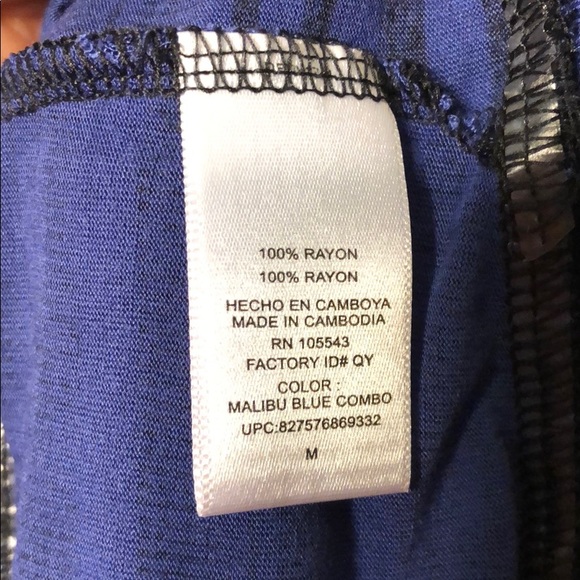 100% RAYON
100% RAYON
HECHO EN CAMBOYA
MADE IN CAMBODIA
RN 105543
FACTORY ID# QY
COLOR :
MALIBU BLUE COMBO
UPC:827576869332
M